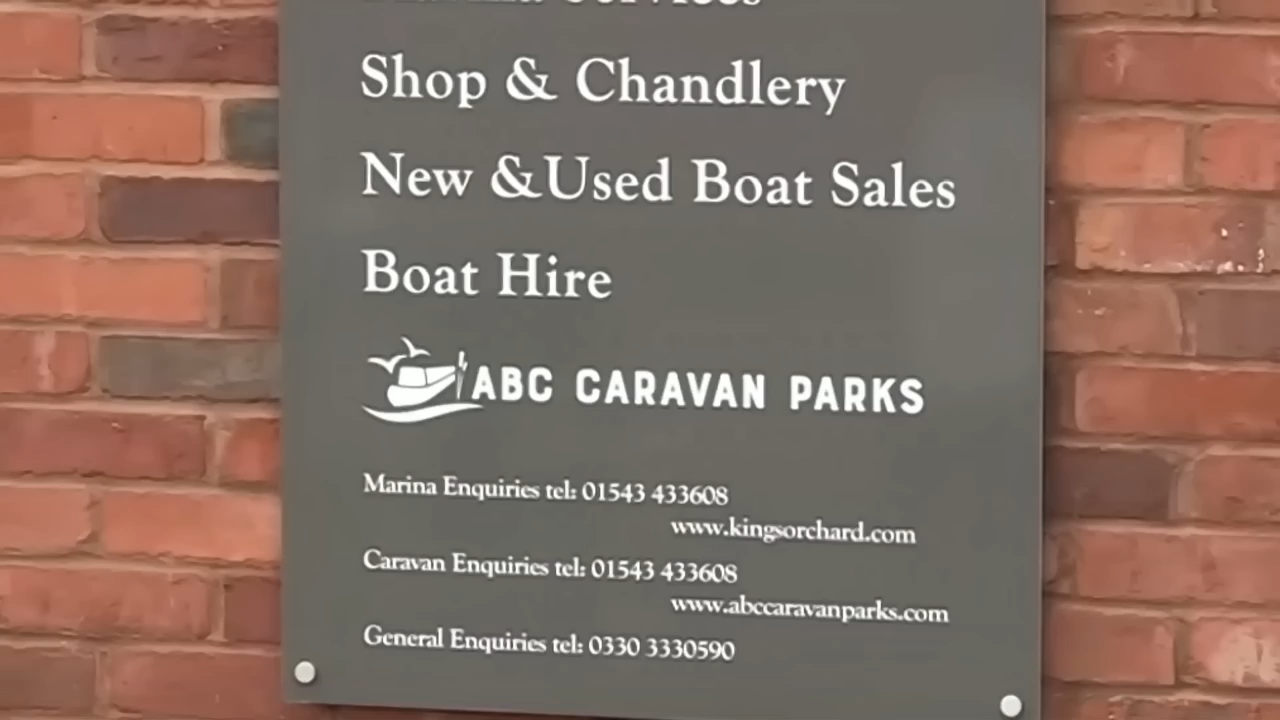 Services
Shop & Chandlery
New &Used Boat Sales
Boat Hire
ABC CARAVAN PARKS
Marina Enquiries tel: 01543 433608
www.kingsorchard.com
Caravan Enquiries tel: 01543 433608
www.abccaravanparks.com
General Enquiries tel: 0330 3330590